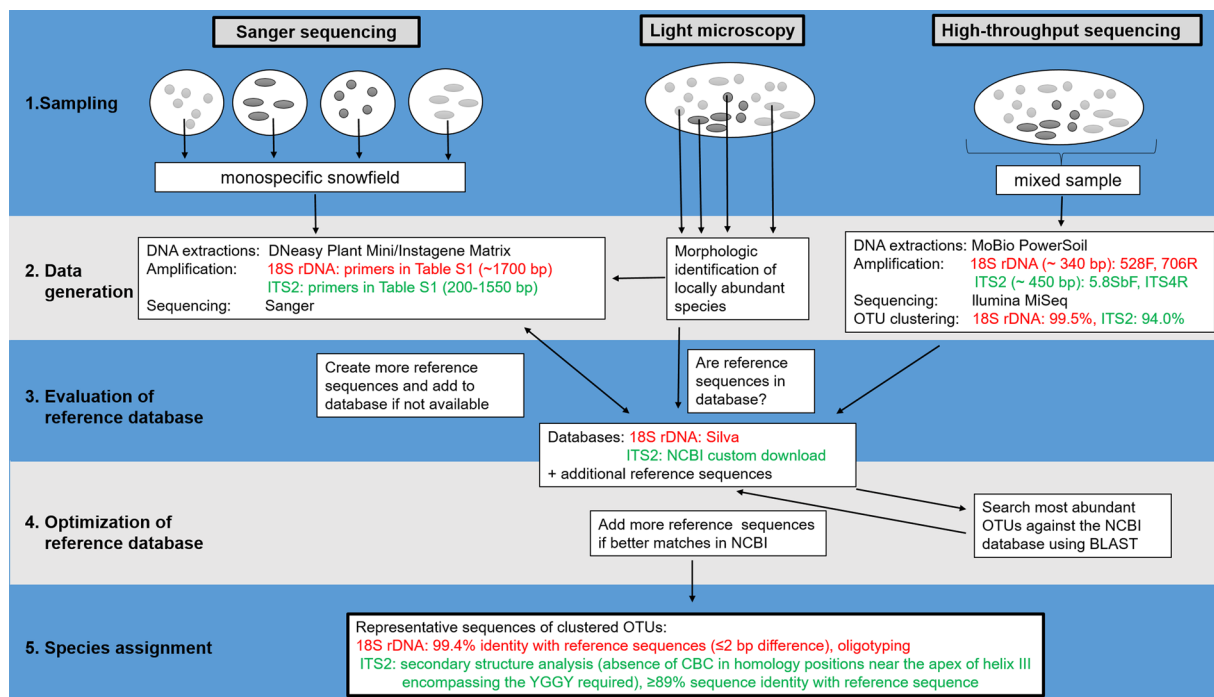 Sanger sequencing
Light microscopy
High-throughput sequencing
1.Sampling
monospecific snowfield
mixed sample
2. Data
generation
DNA extractions: DNeasy Plant Mini/Instagene Matrix
Amplification: 18S rDNA: primers in Table S1 (~1700 bp)
ITS2: primers in Table S1 (200-1550 bp)
Sequencing: Sanger
Morphologic
identification of
locally abundant
species
DNA extractions: MoBio PowerSoil
Amplification: 18S rDNA (~ 340 bp): 528F, 706R
ITS2 (~ 450 bp): 5.8SbF, ITS4R
Sequencing: Ilumina MiSeq
OTU clustering: 18S rDNA: 99.5%, ITS2: 94.0%
3. Evaluation of
reference database
Create more reference
sequences and add to
database if not available
Are reference
sequences in
database?
Databases: 18S rDNA: Silva
ITS2: NCBI custom download
+ additional reference sequences
4. Optimization of
reference database
Add more reference sequences
if better matches in NCBI
Search most abundant
OTUs against the NCBI
database using BLAST
5. Species assignment
Representative sequences of clustered OTUs:
18S rDNA: 99.4% identity with reference sequences (≤2 bp difference), oligotyping
ITS2: secondary structure analysis (absence of CBC in homology positions near the apex of helix III
encompassing the YGGY required), ≥89% sequence identity with reference sequence